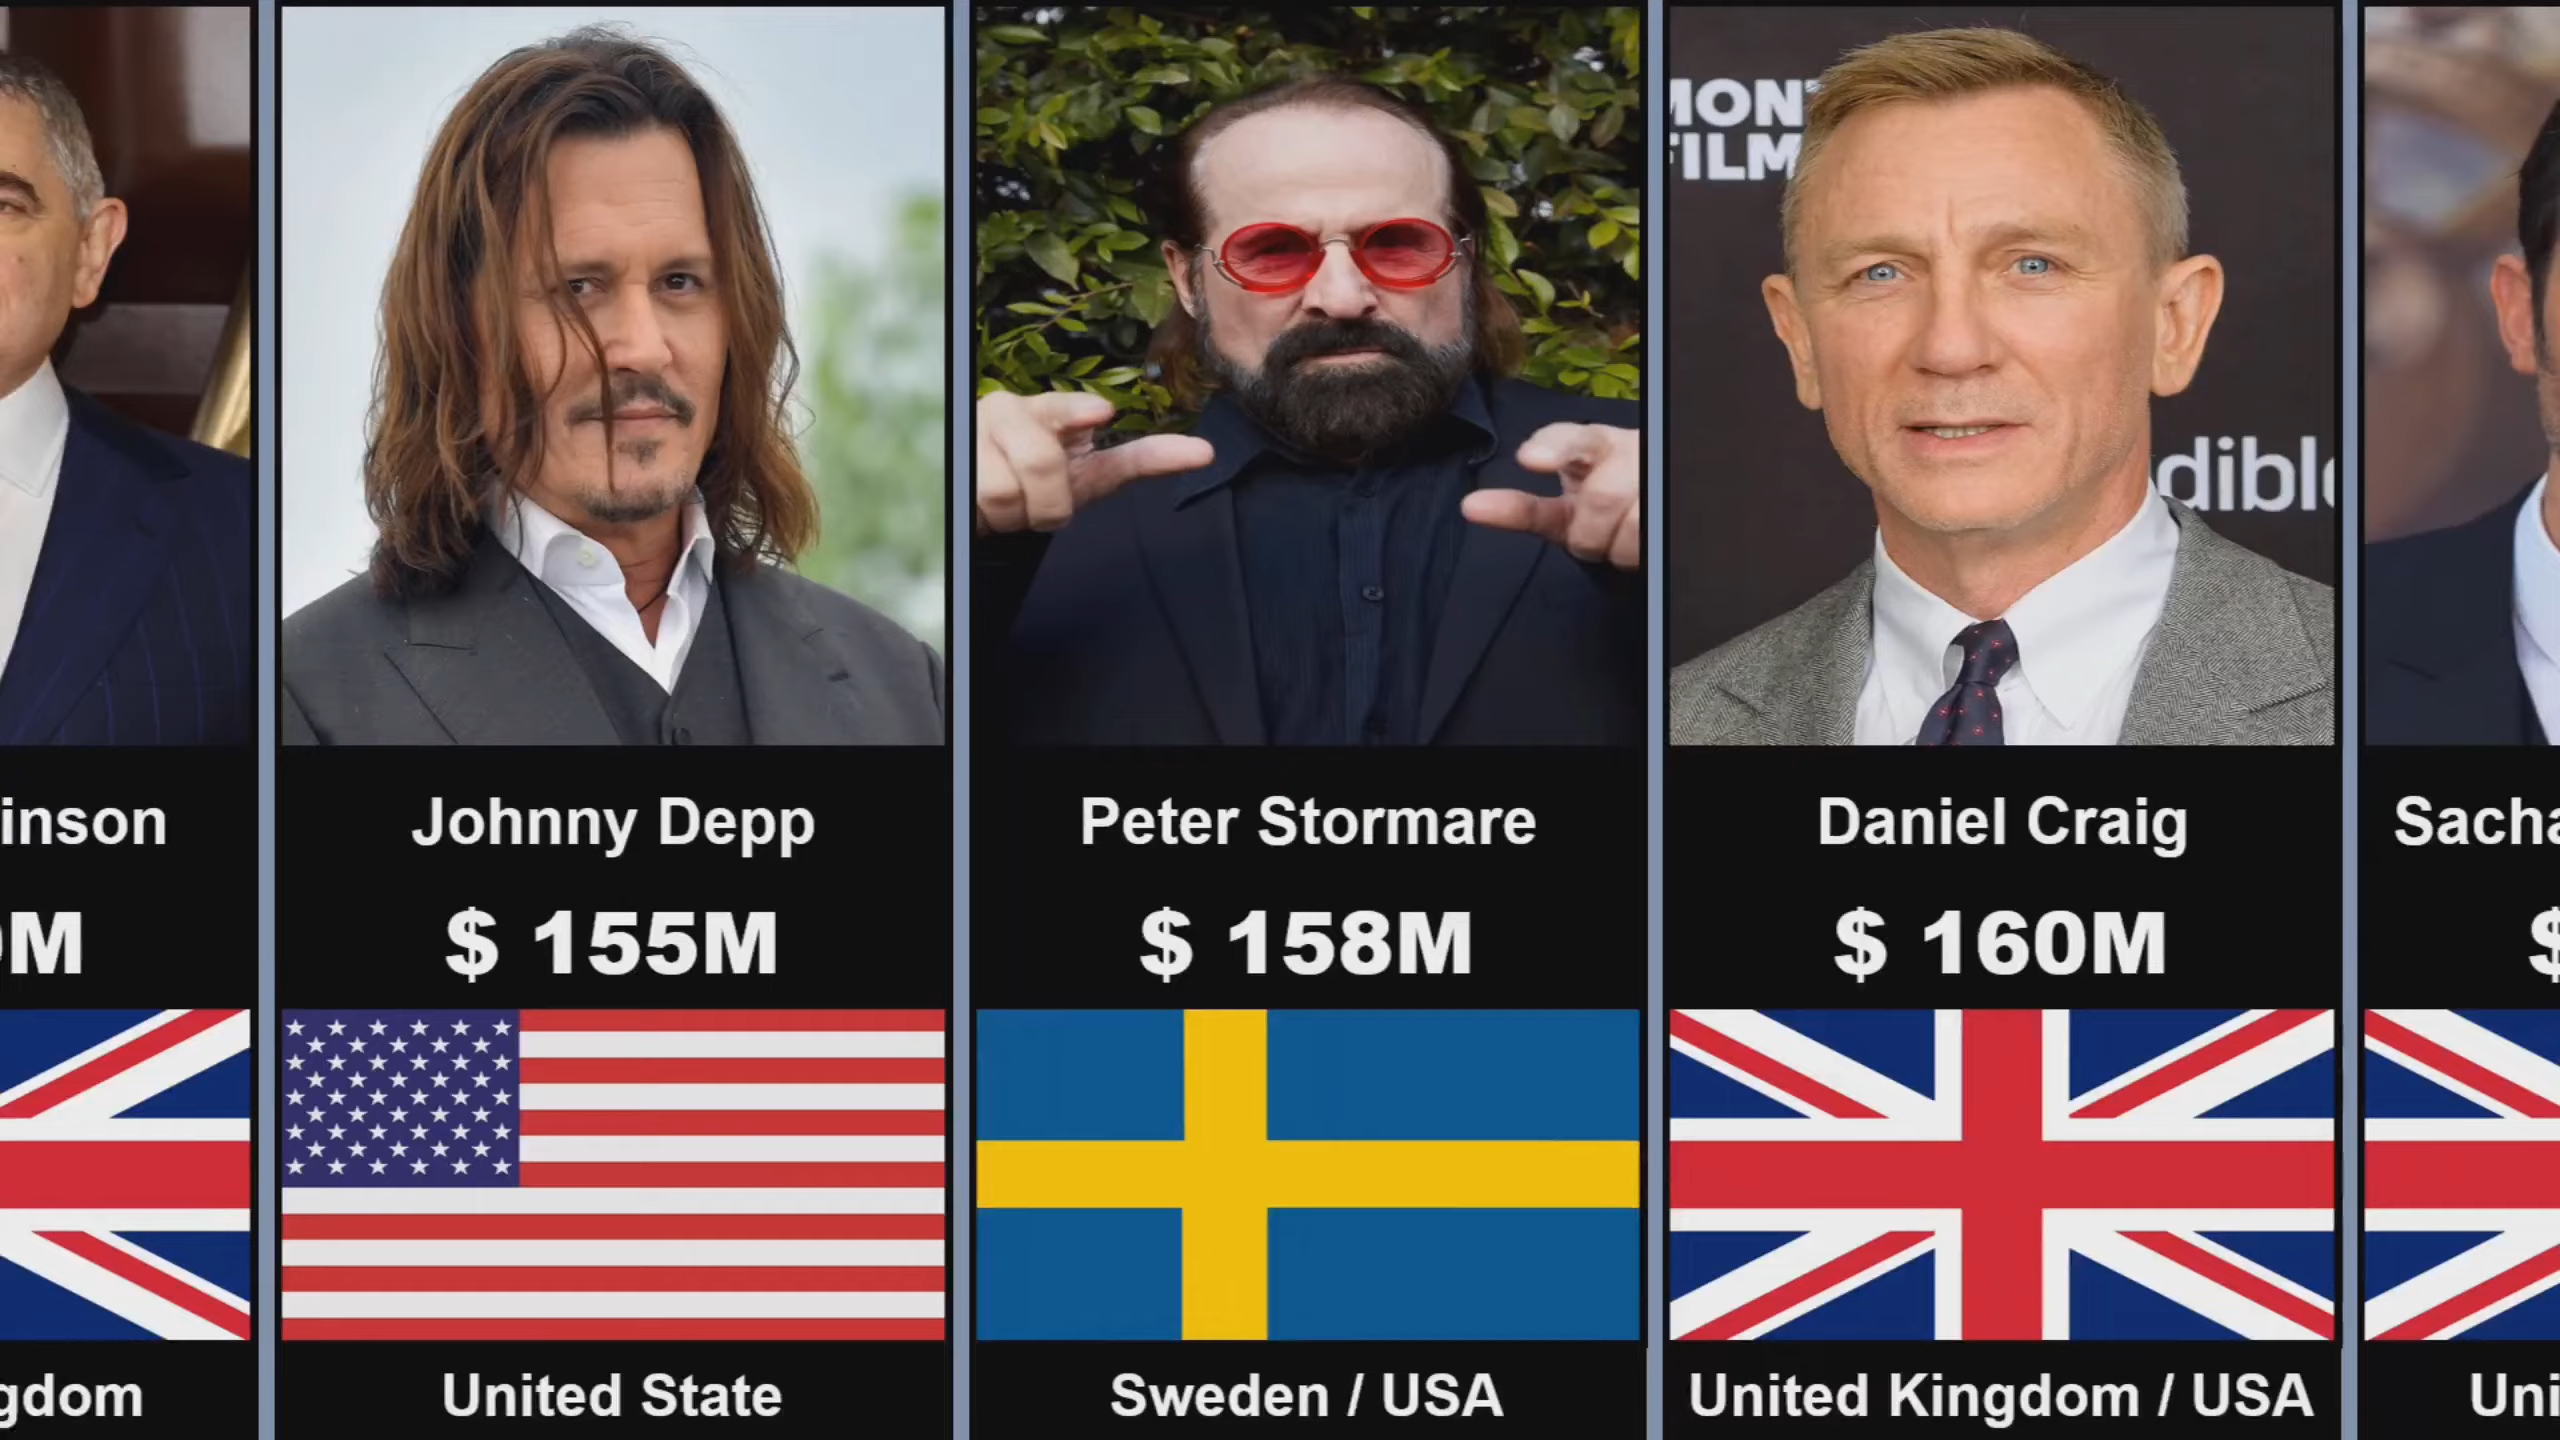 MON
FILM
dible
inson
Johnny Depp
Peter Stormare
Daniel Craig
Sacha
M
$ 155M
$ 158M
$ 160M
$
gdom
United State
Sweden / USA
United Kingdom / USA
Uni